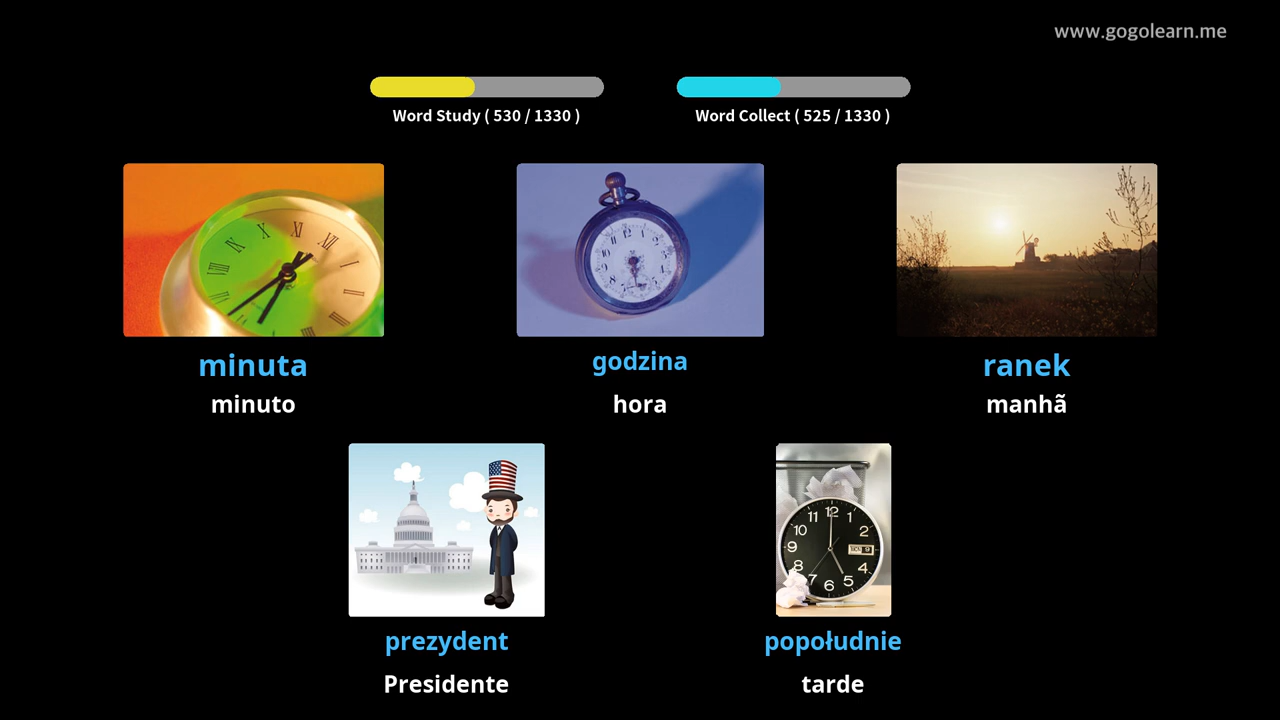 www.gogolearn.me
Word Study ( 530 / 1330 )
Word Collect ( 525 / 1330 )
minuta
godzina
ranek
minuto
hora
manhã
prezydent
popołudnie
Presidente
tarde